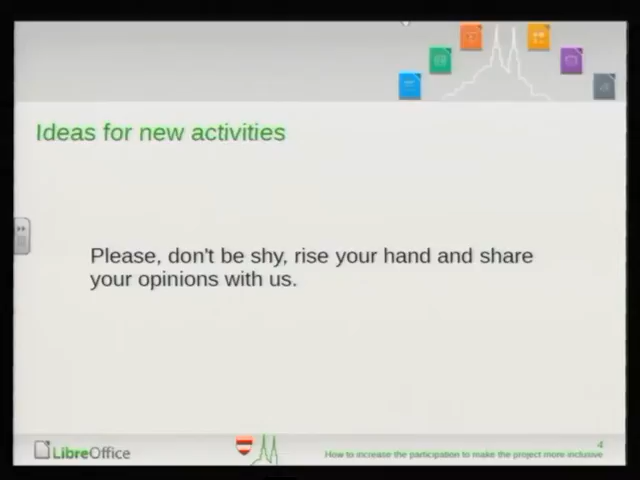 Ideas for new activities
Please, don't be shy, rise your hand and share
your opinions with us.
4
LibreOffice
How to increase the participation to make the project more inclusive